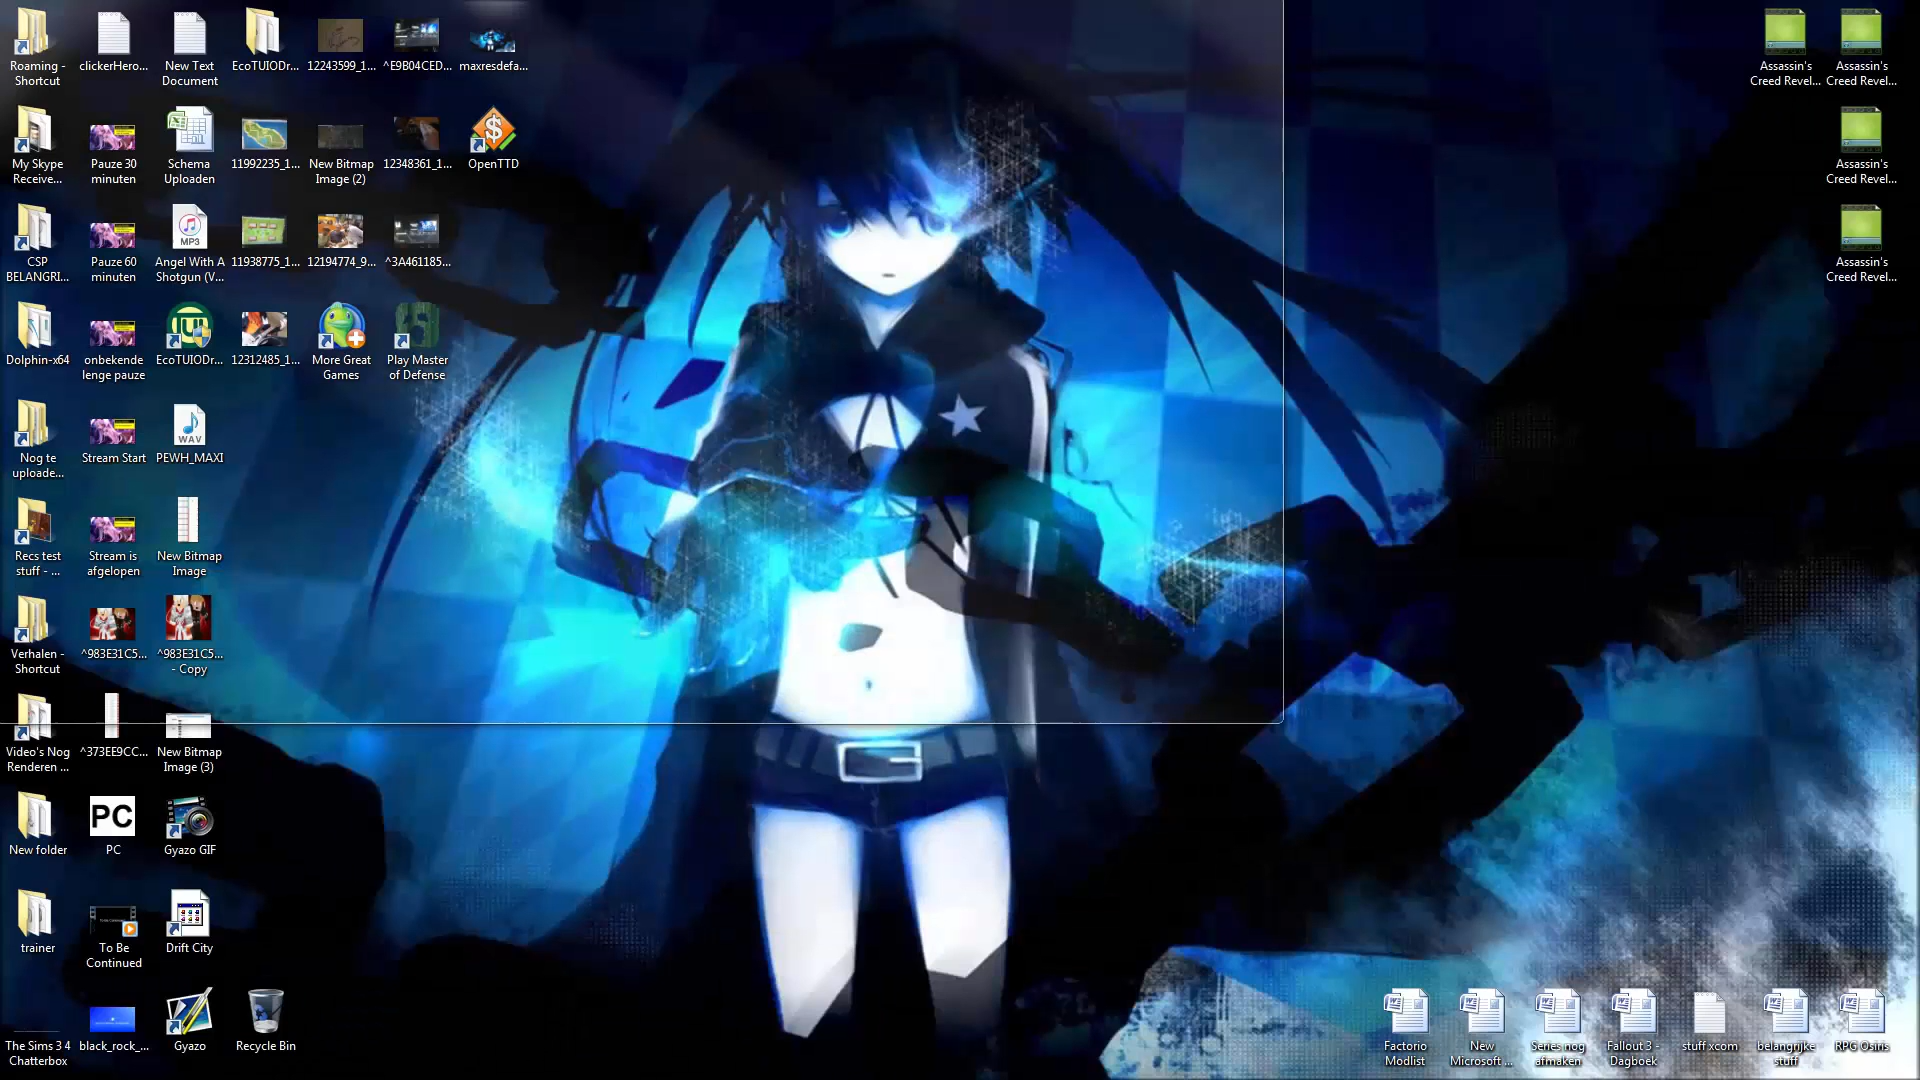 Roaming -
Shortcut
clickerHero...
New Text
Document
EcoTUIODr...
12243599_1...
^E9B04CED...
maxresdefa...
Assassin's
Creed Revel...
Assassin's
Creed Revel...
My Skype
Receive...
Pauze 30
minuten
Schema
Uploaden
11992235_1...
New Bitmap
Image (2)
12348361_1...
OpenTTD
Assassin's
Creed Revel...
CSP
BELANGRI...
Pauze 60
minuten
MP3
Angel With A
Shotgun (V...
11938775_1...
12194774_9...
^3A461185...
Assassin's
Creed Revel...
Dolphin-x64
onbekende
lenge pauze
EcoTUIODr...
12312485_1...
More Great
Games
Play Master
of Defense
Nog te
uploade...
Stream Start
WAV
PEWH_MAXI
Recs test
stuff - ...
Stream is
afgelopen
New Bitmap
Image
Verhalen -
Shortcut
^983E31C5...
^983E31C5...
- Copy
Video's Nog
Renderen ...
^373EE9CC...
New Bitmap
Image (3)
New folder
PC
PC
Gyazo GIF
trainer
To Be
Continued
Drift City
The Sims 3 4
Chatterbox
black_rock_...
Gyazo
Recycle Bin
Factorio
Modlist
New
Microsoft ...
Series nog
afmaken
Fallout 3 -
Dagboek
stuff xcom
belangrijke
stuff
RPG Osiris